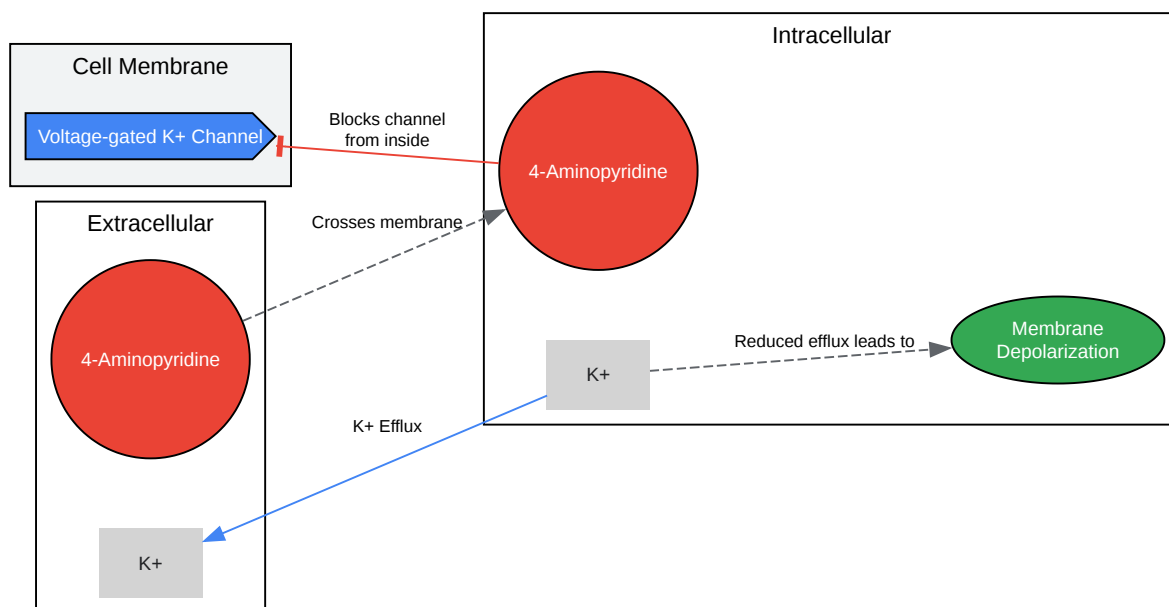 Intracellular
Cell Membrane
Voltage-gated K+ Channel
Blocks channel
from inside
4-Aminopyridine
Extracellular
Crosses membrane
4-Aminopyridine
Membrane
Depolarization
Reduced efflux leads to
K+
K+ Efflux
K+